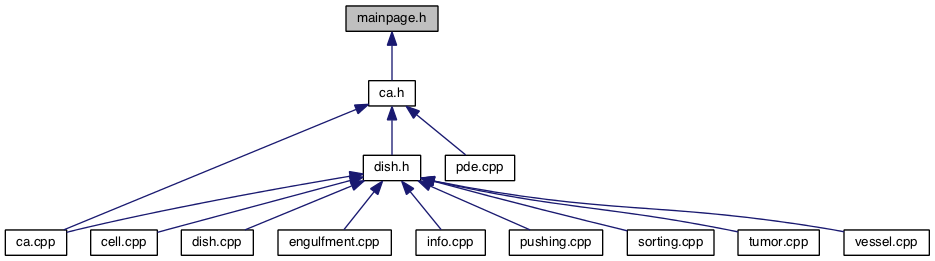 mainpage.h
ca.h
dish.h
pde.cpp
ca.cpp
cell.cpp
dish.cpp
engulfment.cpp
info.cpp
pushing.cpp
sorting.cpp
tumor.cpp
vessel.cpp